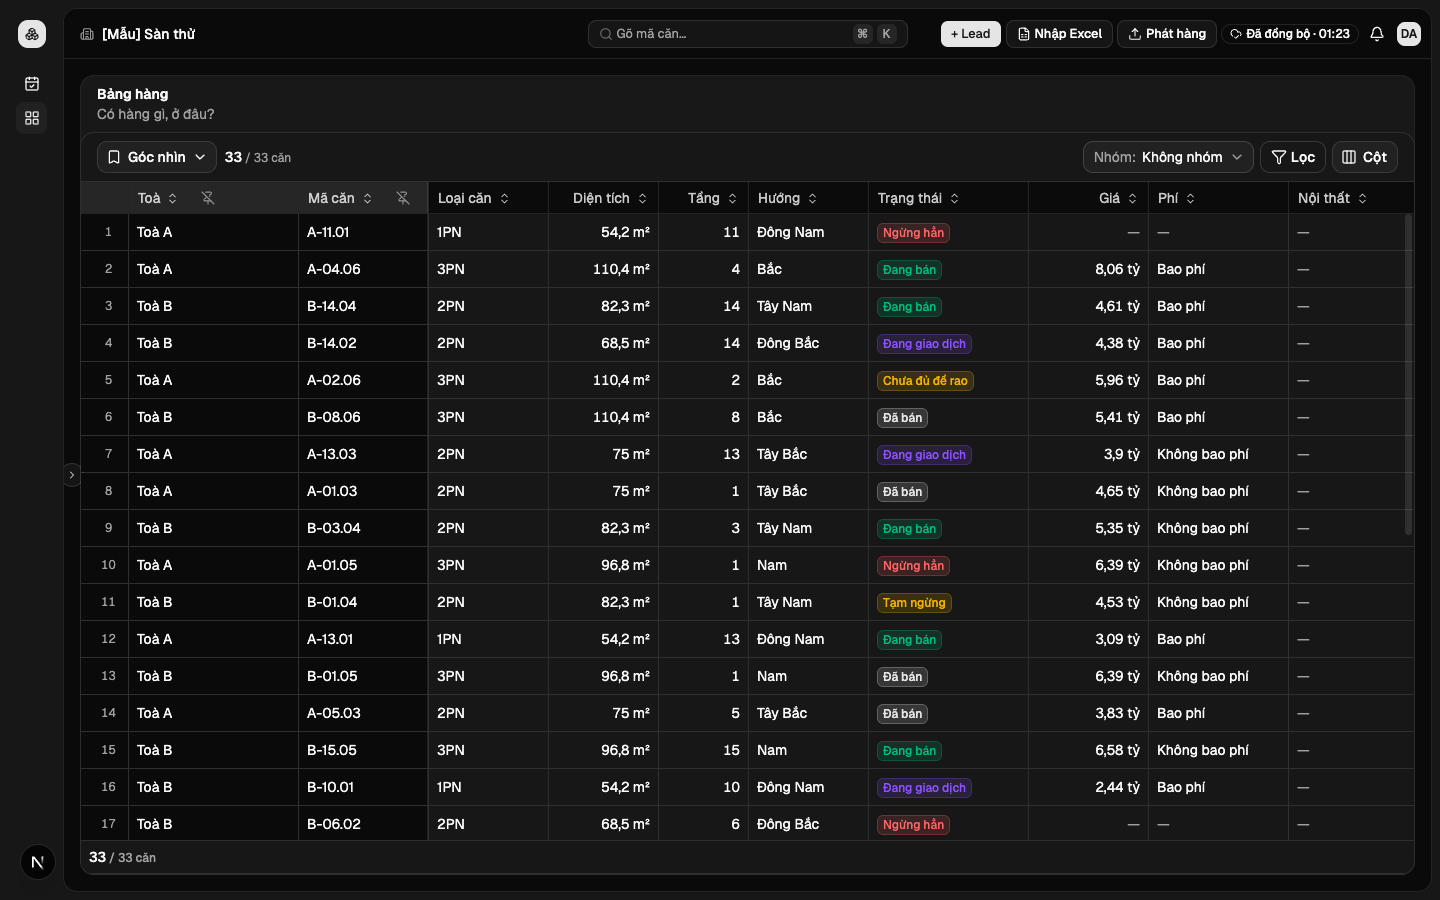 [Mẫu] Sàn thử
Gõ mã căn...
⌘ K
+ Lead
Nhập Excel
Phát hàng
Đã đồng bộ · 01:23
DA
Bảng hàng
Có hàng gì, ở đâu?
Góc nhìn
33 / 33 căn
Nhóm: Không nhóm
Lọc
Cột
Toà Mã căn Loại căn Diện tích Tầng Hướng Trạng thái Giá Phí Nội thất
1 Toà A A-11.01 1PN 54,2 m² 11 Đông Nam Ngừng hẳn — — —
2 Toà A A-04.06 3PN 110,4 m² 4 Bắc Đang bán 8,06 tỷ Bao phí —
3 Toà B B-14.04 2PN 82,3 m² 14 Tây Nam Đang bán 4,61 tỷ Bao phí —
4 Toà B B-14.02 2PN 68,5 m² 14 Đông Bắc Đang giao dịch 4,38 tỷ Bao phí —
5 Toà A A-02.06 3PN 110,4 m² 2 Bắc Chưa đủ để rao 5,96 tỷ Bao phí —
6 Toà B B-08.06 3PN 110,4 m² 8 Bắc Đã bán 5,41 tỷ Bao phí —
7 Toà A A-13.03 2PN 75 m² 13 Tây Bắc Đang giao dịch 3,9 tỷ Không bao phí —
8 Toà A A-01.03 2PN 75 m² 1 Tây Bắc Đã bán 4,65 tỷ Không bao phí —
9 Toà B B-03.04 2PN 82,3 m² 3 Tây Nam Đang bán 5,35 tỷ Không bao phí —
10 Toà A A-01.05 3PN 96,8 m² 1 Nam Ngừng hẳn 6,39 tỷ Không bao phí —
11 Toà B B-01.04 2PN 82,3 m² 1 Tây Nam Tạm ngừng 4,53 tỷ Không bao phí —
12 Toà A A-13.01 1PN 54,2 m² 13 Đông Nam Đang bán 3,09 tỷ Bao phí —
13 Toà B B-01.05 3PN 96,8 m² 1 Nam Đã bán 6,39 tỷ Không bao phí —
14 Toà A A-05.03 2PN 75 m² 5 Tây Bắc Đã bán 3,83 tỷ Bao phí —
15 Toà B B-15.05 3PN 96,8 m² 15 Nam Đang bán 6,58 tỷ Không bao phí —
16 Toà B B-10.01 1PN 54,2 m² 10 Đông Nam Đang giao dịch 2,44 tỷ Bao phí —
17 Toà B B-06.02 2PN 68,5 m² 6 Đông Bắc Ngừng hẳn — — —
33 / 33 căn
N